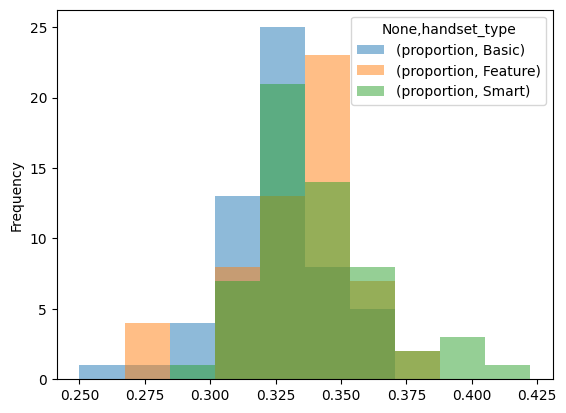 None,handset_type
(proportion, Basic)
(proportion, Feature)
(proportion, Smart)
Frequency
25
20
15
10
5
0
0.250 0.275 0.300 0.325 0.350 0.375 0.400 0.425